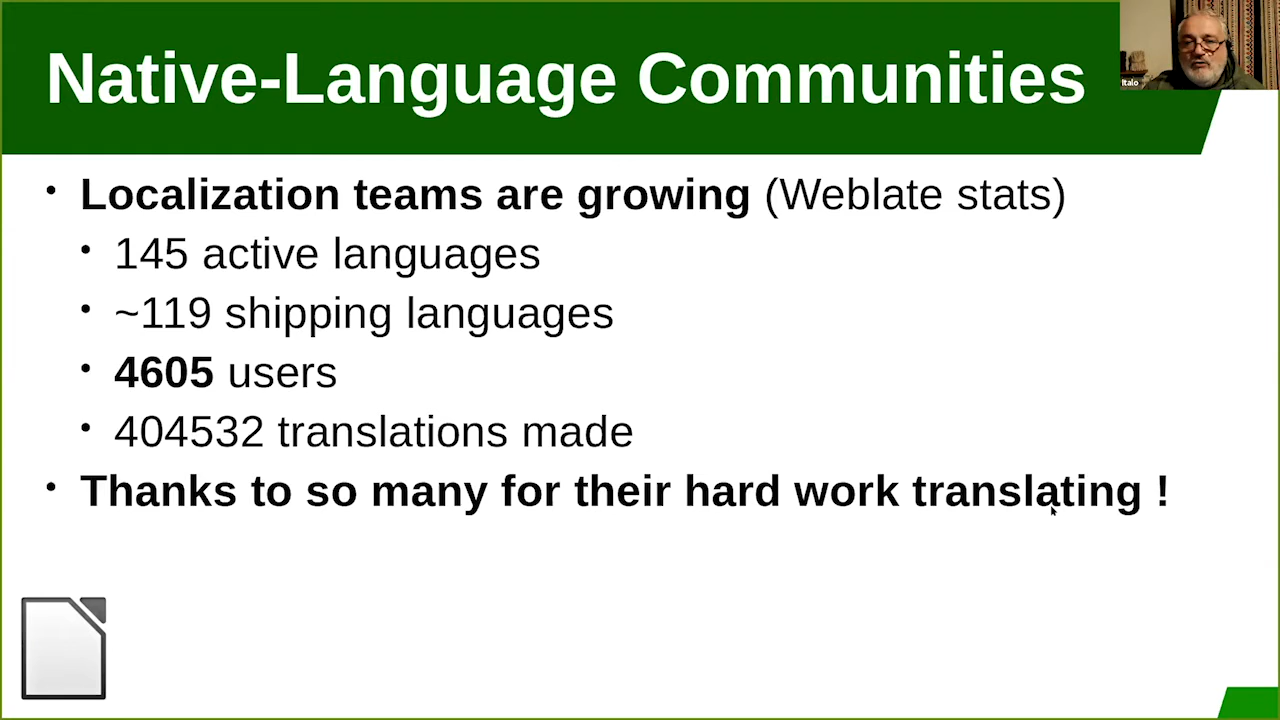 Native-Language Communities
Italo
• Localization teams are growing (Weblate stats)
• 145 active languages
• ~119 shipping languages
• 4605 users
• 404532 translations made
• Thanks to so many for their hard work translating !